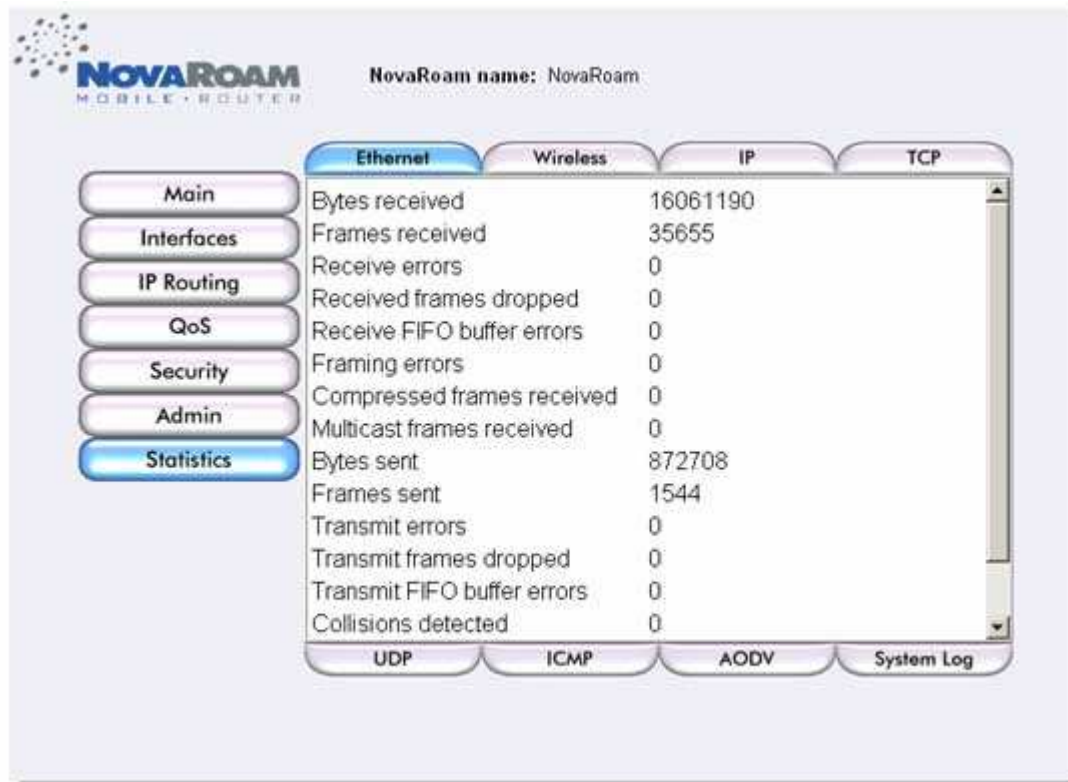 NOVAROAM
MOBILE · ROUTER
NovaRoam name: NovaRoam
Ethernet Wireless IP TCP
Main
Interfaces
IP Routing
QoS
Security
Admin
Statistics
Bytes received 16061190
Frames received 35655
Receive errors 0
Received frames dropped 0
Receive FIFO buffer errors 0
Framing errors 0
Compressed frames received 0
Multicast frames received 0
Bytes sent 872708
Frames sent 1544
Transmit errors 0
Transmit frames dropped 0
Transmit FIFO buffer errors 0
Collisions detected 0
UDP ICMP AODV System Log